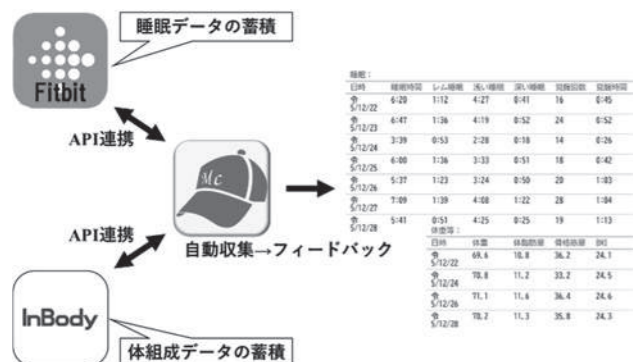 睡眠データの蓄積
Fitbit
API連携
Mc
自動収集→フィードバック
API連携
InBody
体組成データの蓄積
睡眠：
日時 睡眠時間 レム睡眠 浅い睡眠 深い睡眠 覚醒回数 覚醒時間
令5/12/22 6:20 1:12 4:27 0:41 16 0:45
令5/12/23 6:47 1:36 4:19 0:52 24 0:52
令5/12/24 3:39 0:53 2:28 0:18 14 0:26
令5/12/25 6:00 1:36 3:33 0:51 18 0:42
令5/12/26 5:37 1:23 3:24 0:50 20 1:03
令5/12/27 7:09 1:39 4:08 1:22 28 1:04
令5/12/28 5:41 0:51 4:25 0:25 19 1:13
体重等：
日時 体重 体脂肪量 骨格筋量 BMI
令5/12/22 69.6 10.8 36.2 24.1
令5/12/24 70.8 11.2 33.2 24.5
令5/12/26 71.1 11.6 36.4 24.6
令5/12/28 70.2 11.3 35.8 24.3